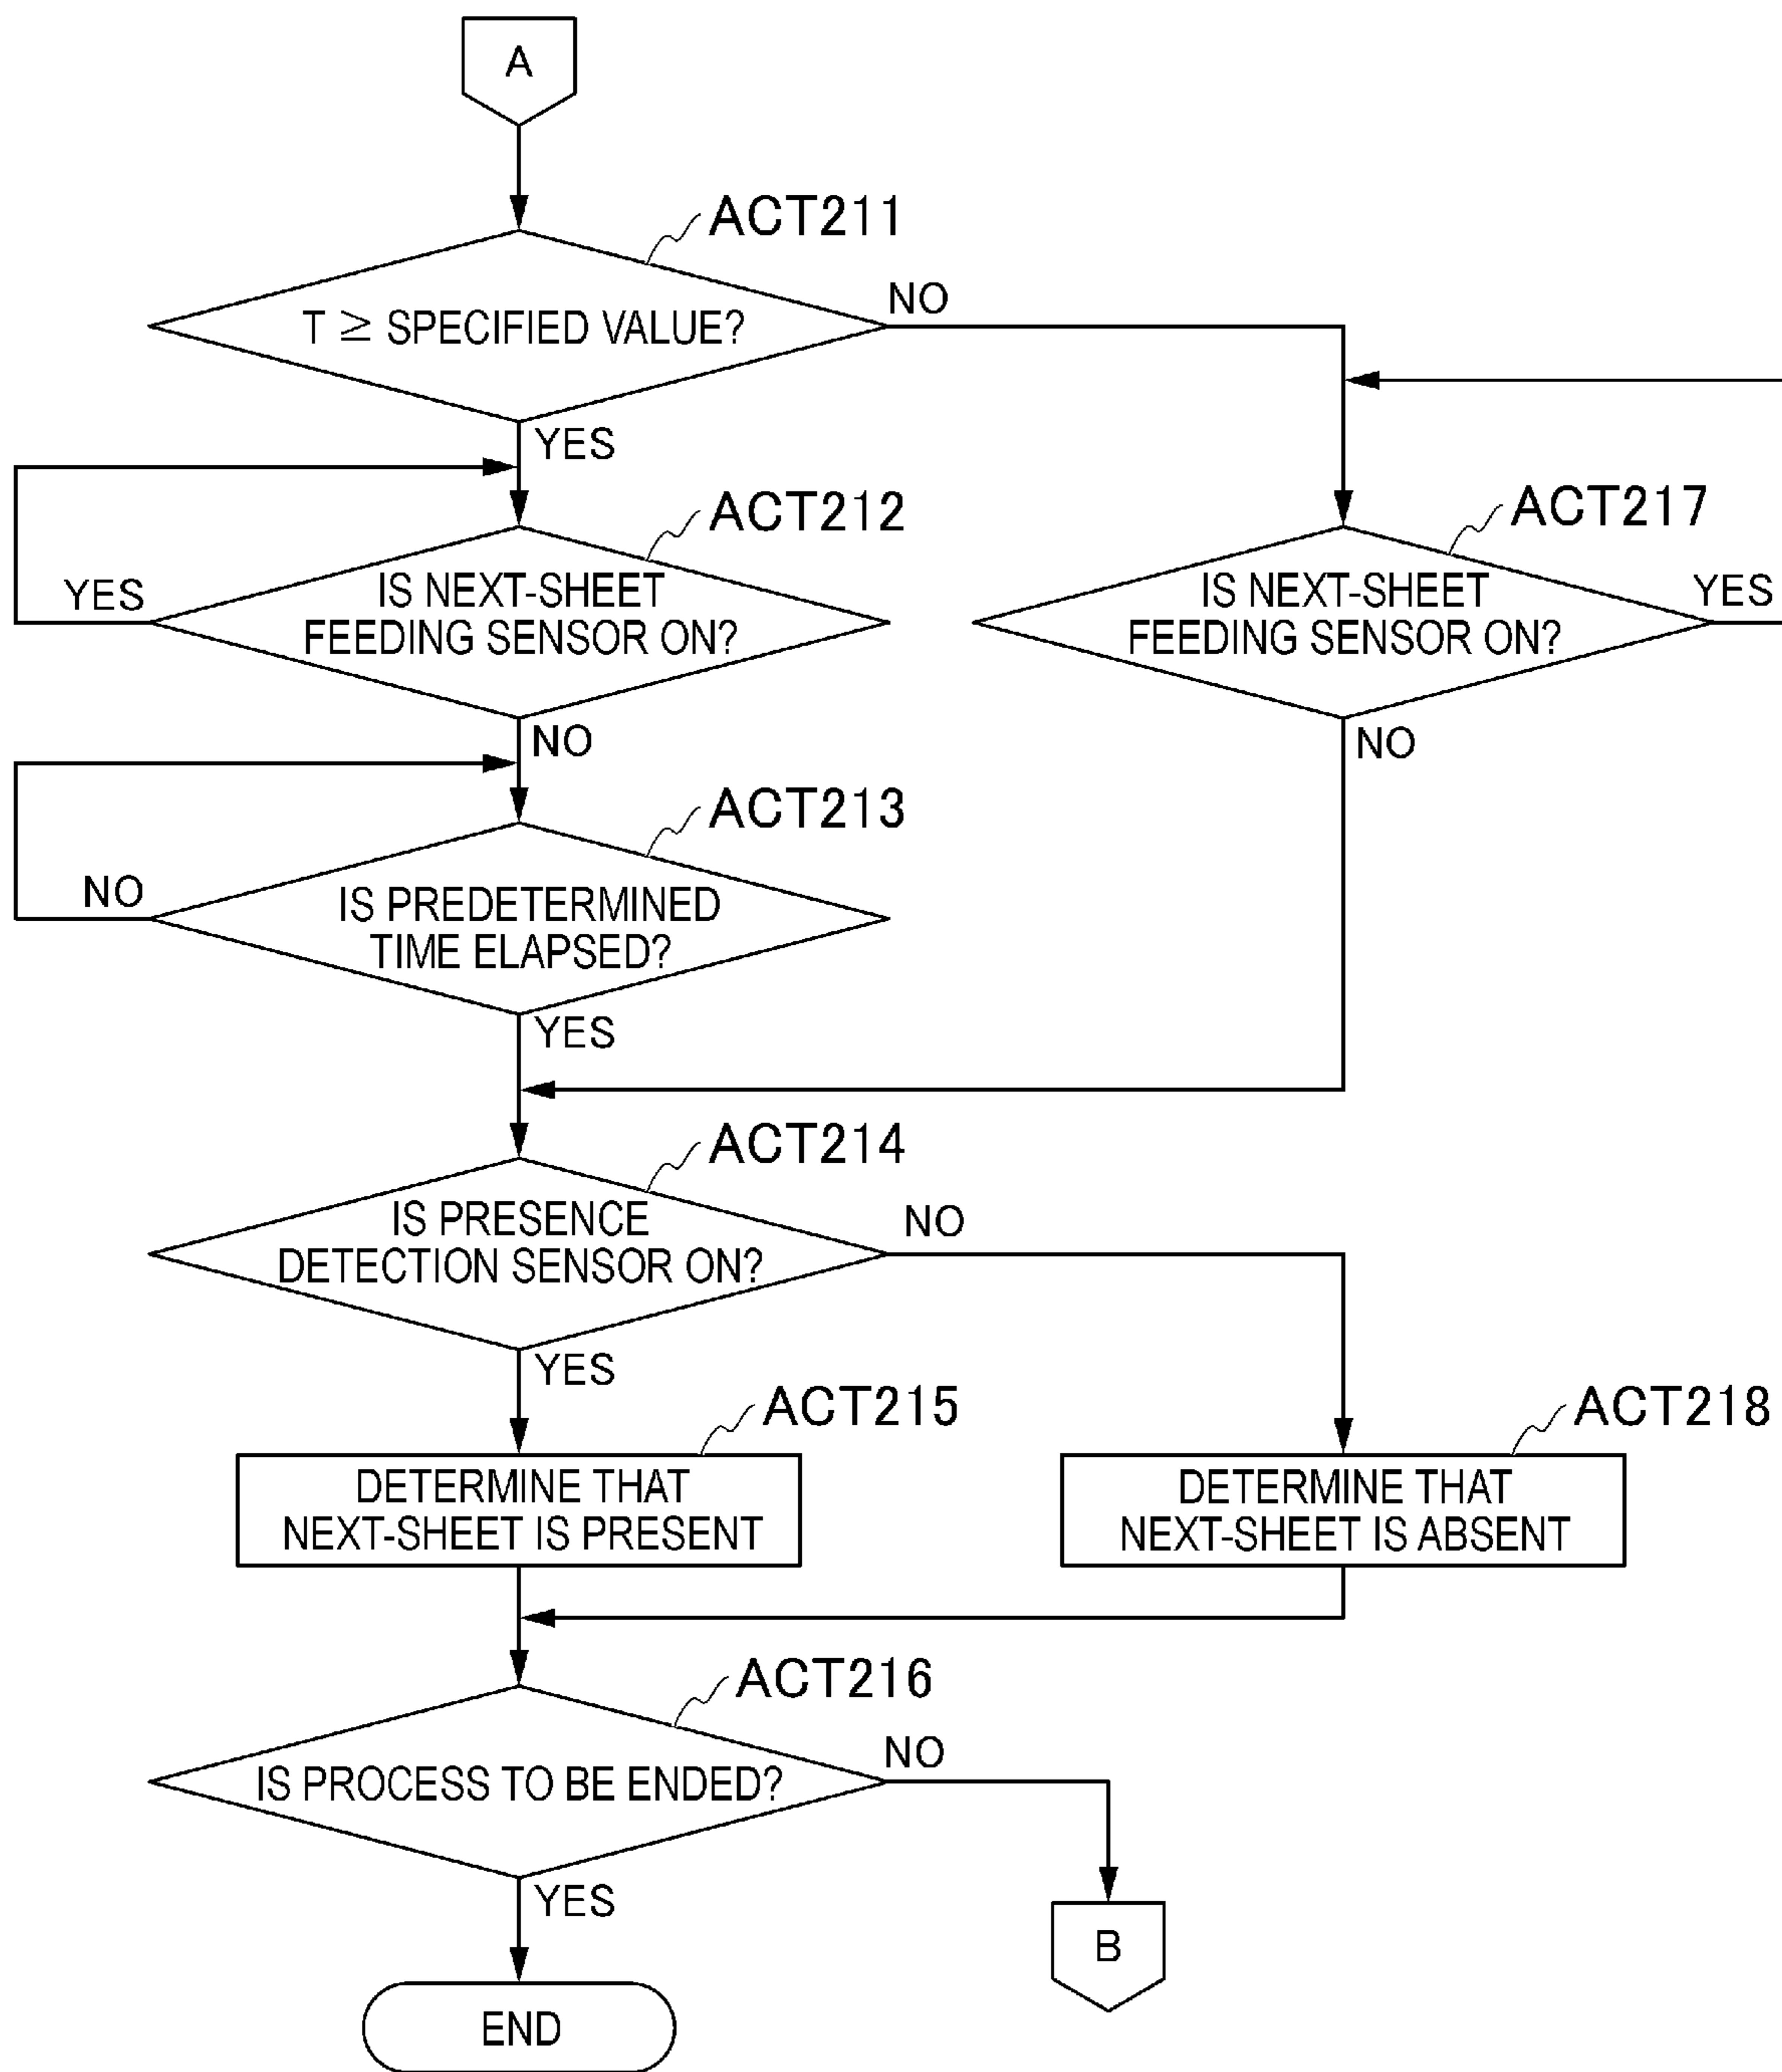 A
ACT211
T ≥ SPECIFIED VALUE?
NO
YES
ACT212
IS NEXT-SHEET
FEEDING SENSOR ON?
YES
NO
ACT217
IS NEXT-SHEET
FEEDING SENSOR ON?
YES
NO
ACT213
IS PREDETERMINED
TIME ELAPSED?
NO
YES
ACT214
IS PRESENCE
DETECTION SENSOR ON?
NO
YES
ACT215
DETERMINE THAT
NEXT-SHEET IS PRESENT
ACT218
DETERMINE THAT
NEXT-SHEET IS ABSENT
ACT216
IS PROCESS TO BE ENDED?
NO
YES
B
END